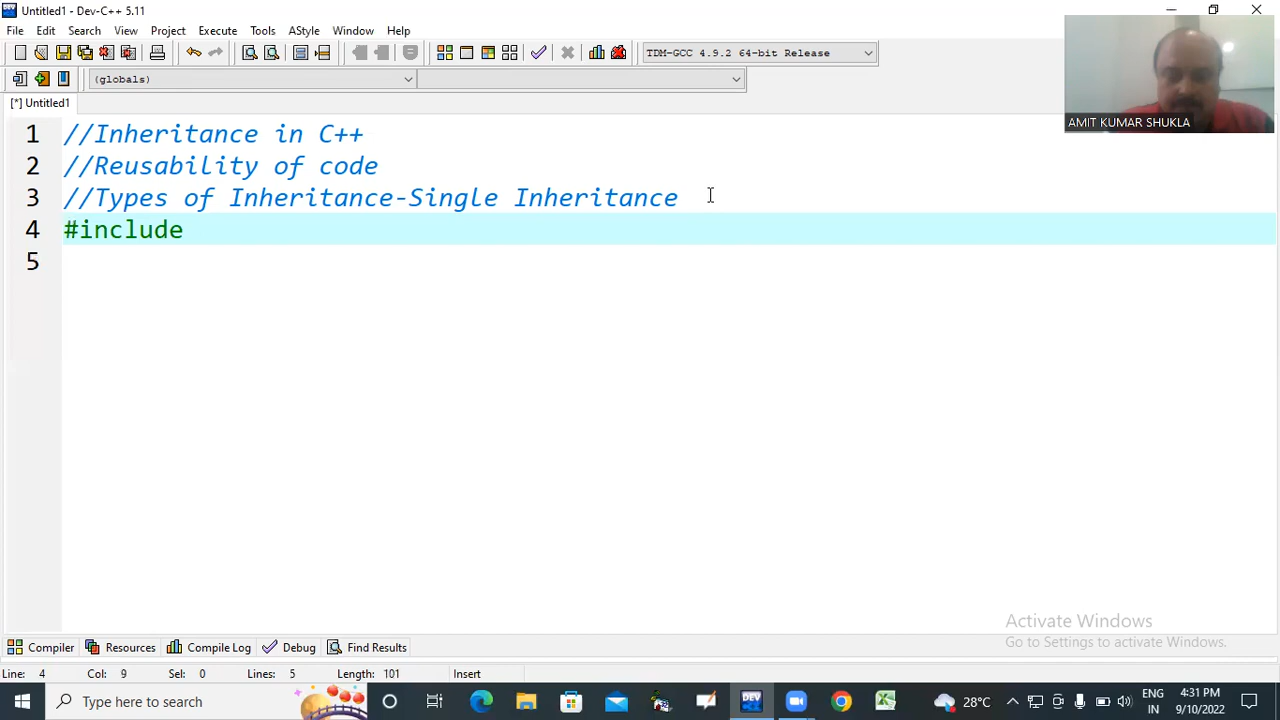 Untitled1 - Dev-C++ 5.11
File Edit Search View Project Execute Tools AStyle Window Help
TDM-GCC 4.9.2 64-bit Release
(globals)
[*] Untitled1
AMIT KUMAR SHUKLA
1 //Inheritance in C++
2 //Reusability of code
3 //Types of Inheritance-Single Inheritance
4 #include
5
Activate Windows
Go to Settings to activate Windows.
Compiler Resources Compile Log Debug Find Results
Line: 4 Col: 9 Sel: 0 Lines: 5 Length: 101 Insert
Type here to search
DEV
28°C
ENG
IN
4:31 PM
9/10/2022